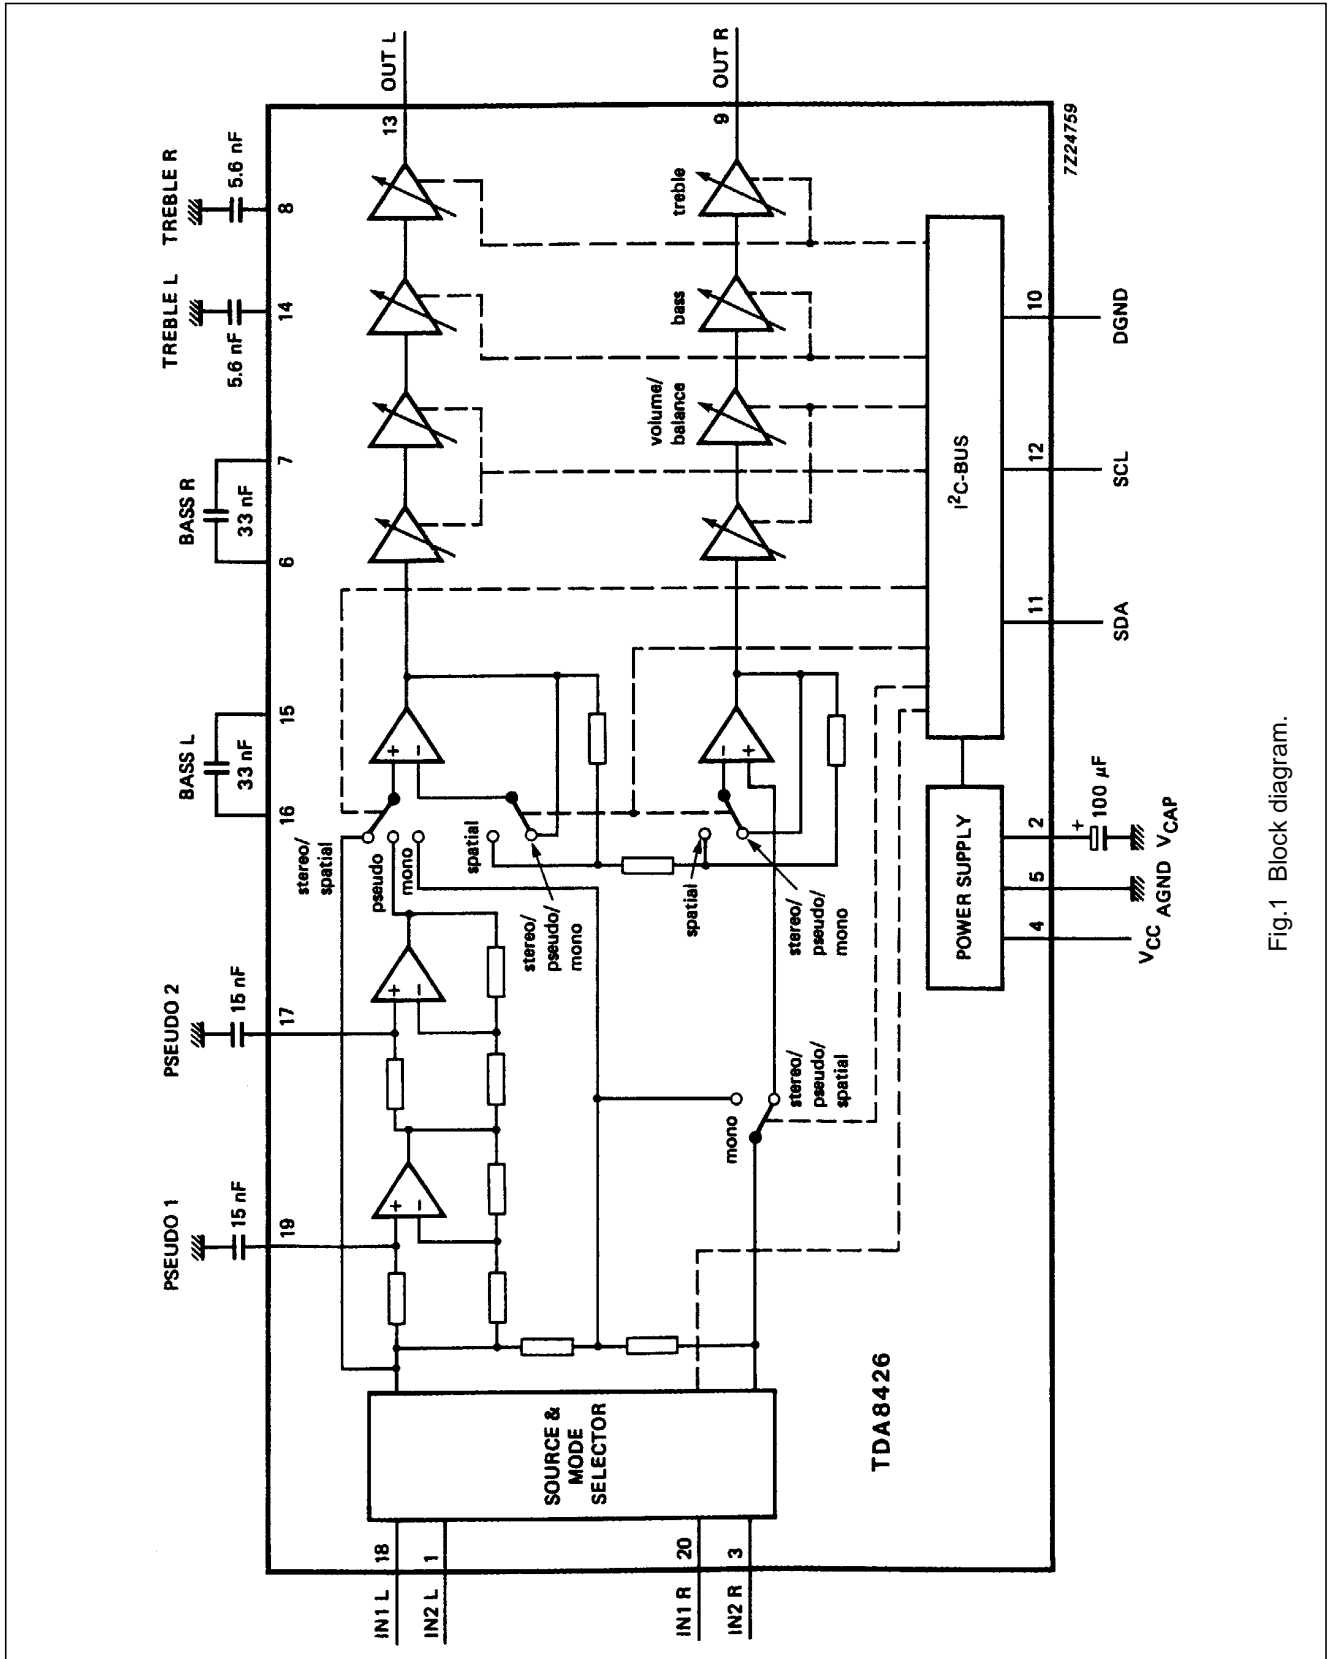 PSEUDO 1
PSEUDO 2
BASS L
BASS R
TREBLE L
TREBLE R
15 nF
15 nF
33 nF
33 nF
5.6 nF
5.6 nF
19
17
16
15
6
7
14
8
IN1 L
18
IN2 L
1
IN1 R
20
IN2 R
3
SOURCE &
MODE
SELECTOR
+
−
+
−
stereo/
spatial
pseudo
mono
spatial
stereo/
pseudo/
mono
+
−
13
OUT L
mono
stereo/
pseudo/
spatial
spatial
stereo/
pseudo/
mono
−
+
volume/
balance
bass
treble
9
OUT R
TDA8426
POWER SUPPLY
I²C-BUS
4
5
2
11
12
10
+
100 µF
VCC
AGND
VCAP
SDA
SCL
DGND
7Z24759
Fig.1 Block diagram.